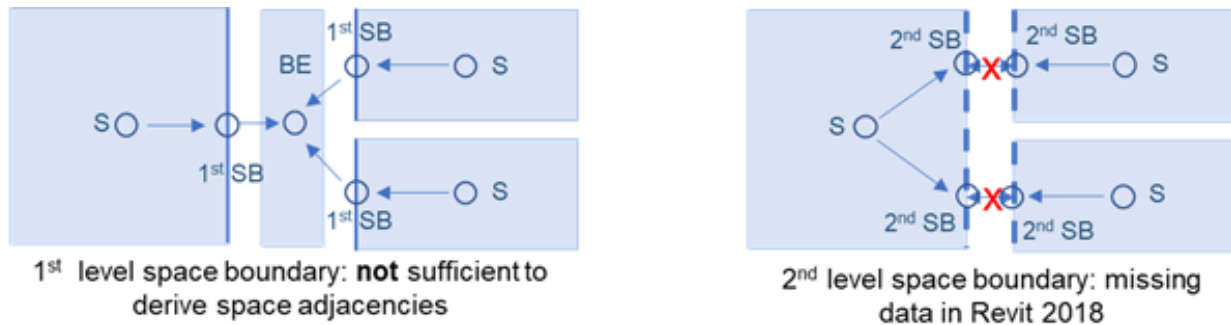 1st SB
BE
S
S
1st SB
1st SB
S
1st level space boundary: not sufficient to
derive space adjacencies
2nd SB
2nd SB
X
S
S
X
S
2nd SB
2nd SB
2nd level space boundary: missing
data in Revit 2018